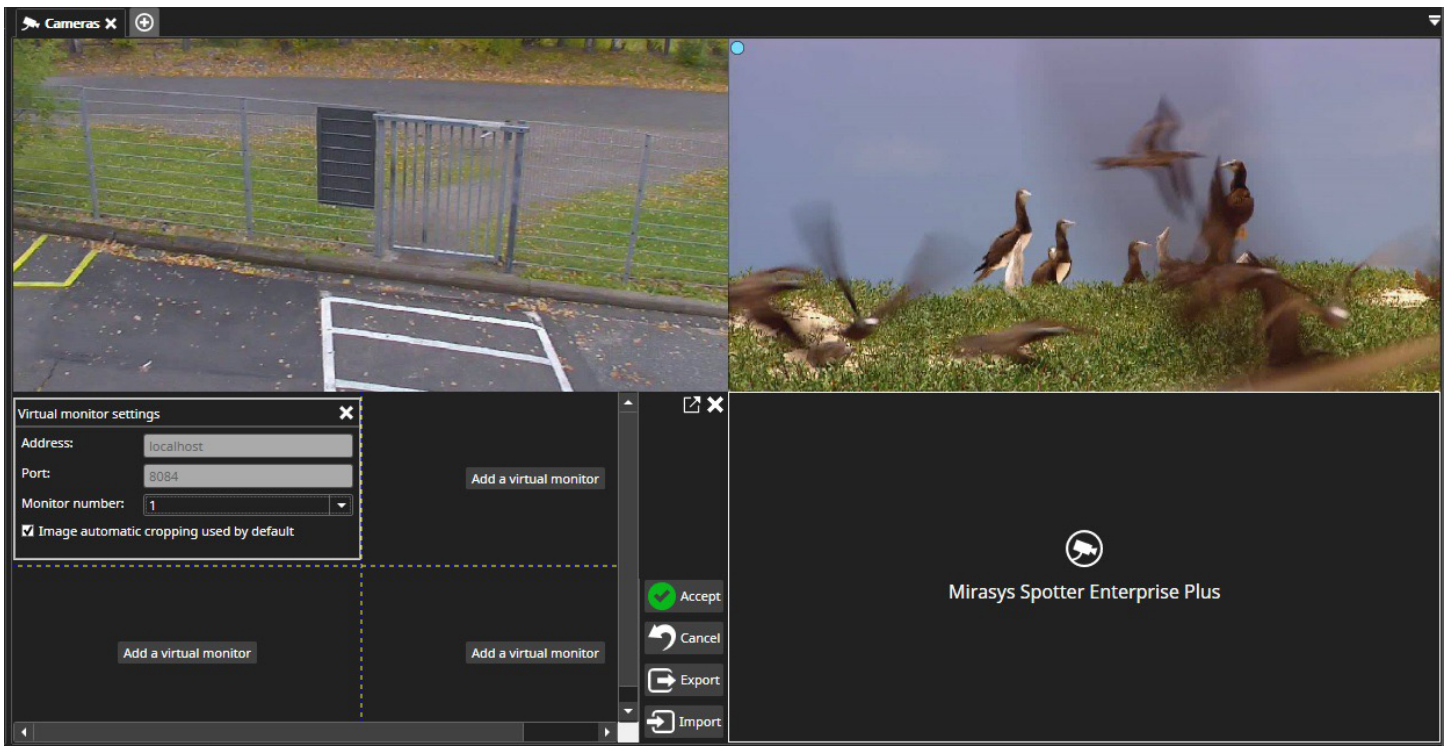 Cameras
Virtual monitor settings
Address: localhost
Port: 8084
Monitor number: 1
Image automatic cropping used by default
Add a virtual monitor
Add a virtual monitor
Add a virtual monitor
Accept
Cancel
Export
Import
Mirasys Spotter Enterprise Plus